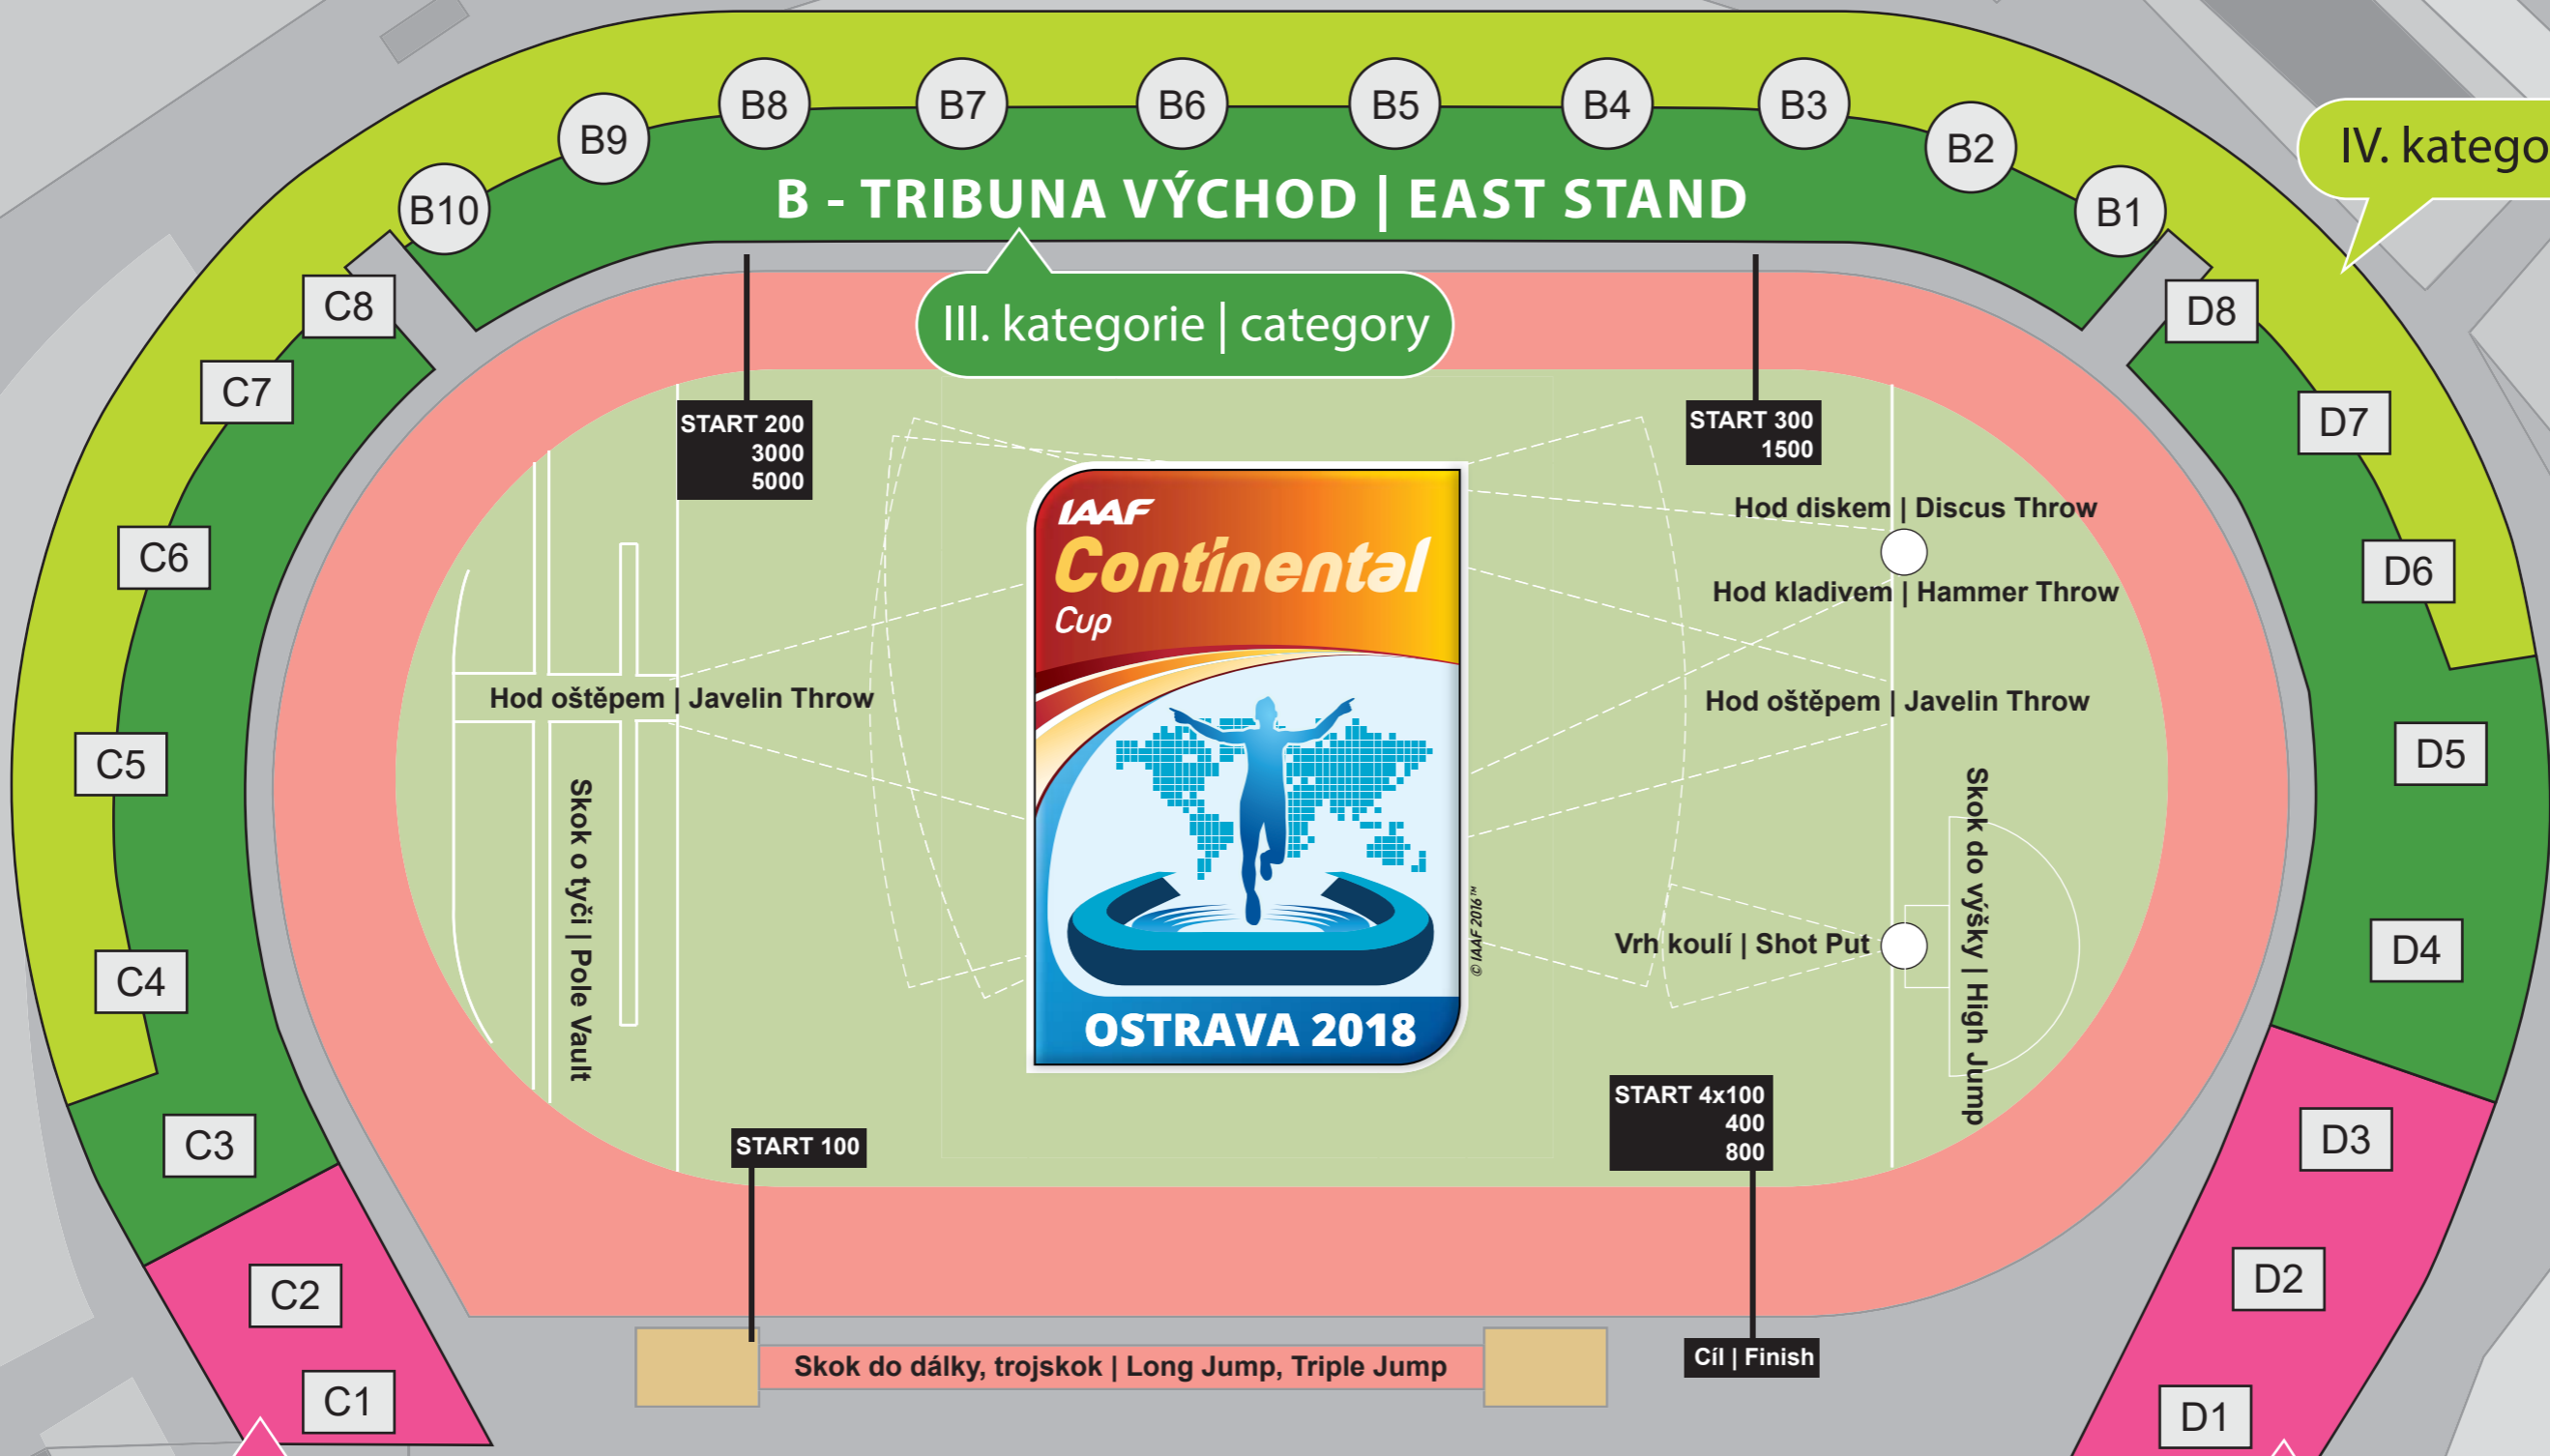 B8
B7
B6
B5
B4
B3
B9
B2
B10
B1
IV. katego
B - TRIBUNA VÝCHOD | EAST STAND
C8
D8
III. kategorie | category
C7
D7
START 200
3000
5000
START 300
1500
IAAF
Continental
Cup
Hod diskem | Discus Throw
C6
D6
Hod kladivem | Hammer Throw
Hod oštěpem | Javelin Throw
Hod oštěpem | Javelin Throw
C5
D5
Skok o tyči | Pole Vault
Skok do výšky | High Jump
© IAAF 2016™
Vrh koulí | Shot Put
C4
D4
OSTRAVA 2018
START 100
START 4x100
400
800
C3
D3
C2
D2
Skok do dálky, trojskok | Long Jump, Triple Jump
Cíl | Finish
C1
D1